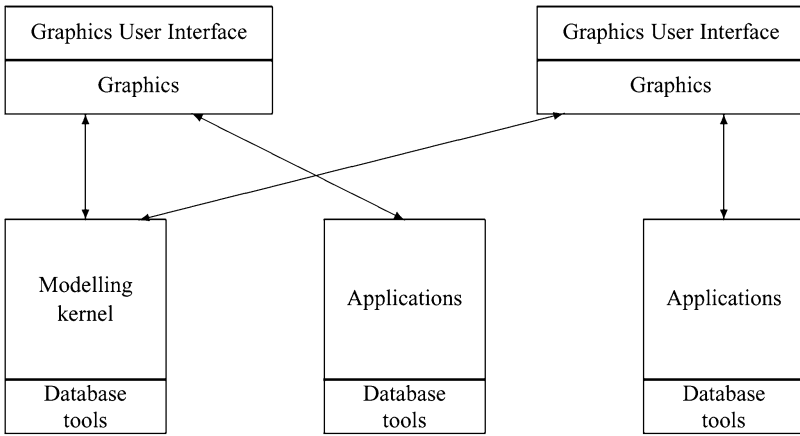 Graphics User Interface
Graphics
Graphics User Interface
Graphics
Modelling
kernel
Applications
Applications
Database
tools
Database
tools
Database
tools